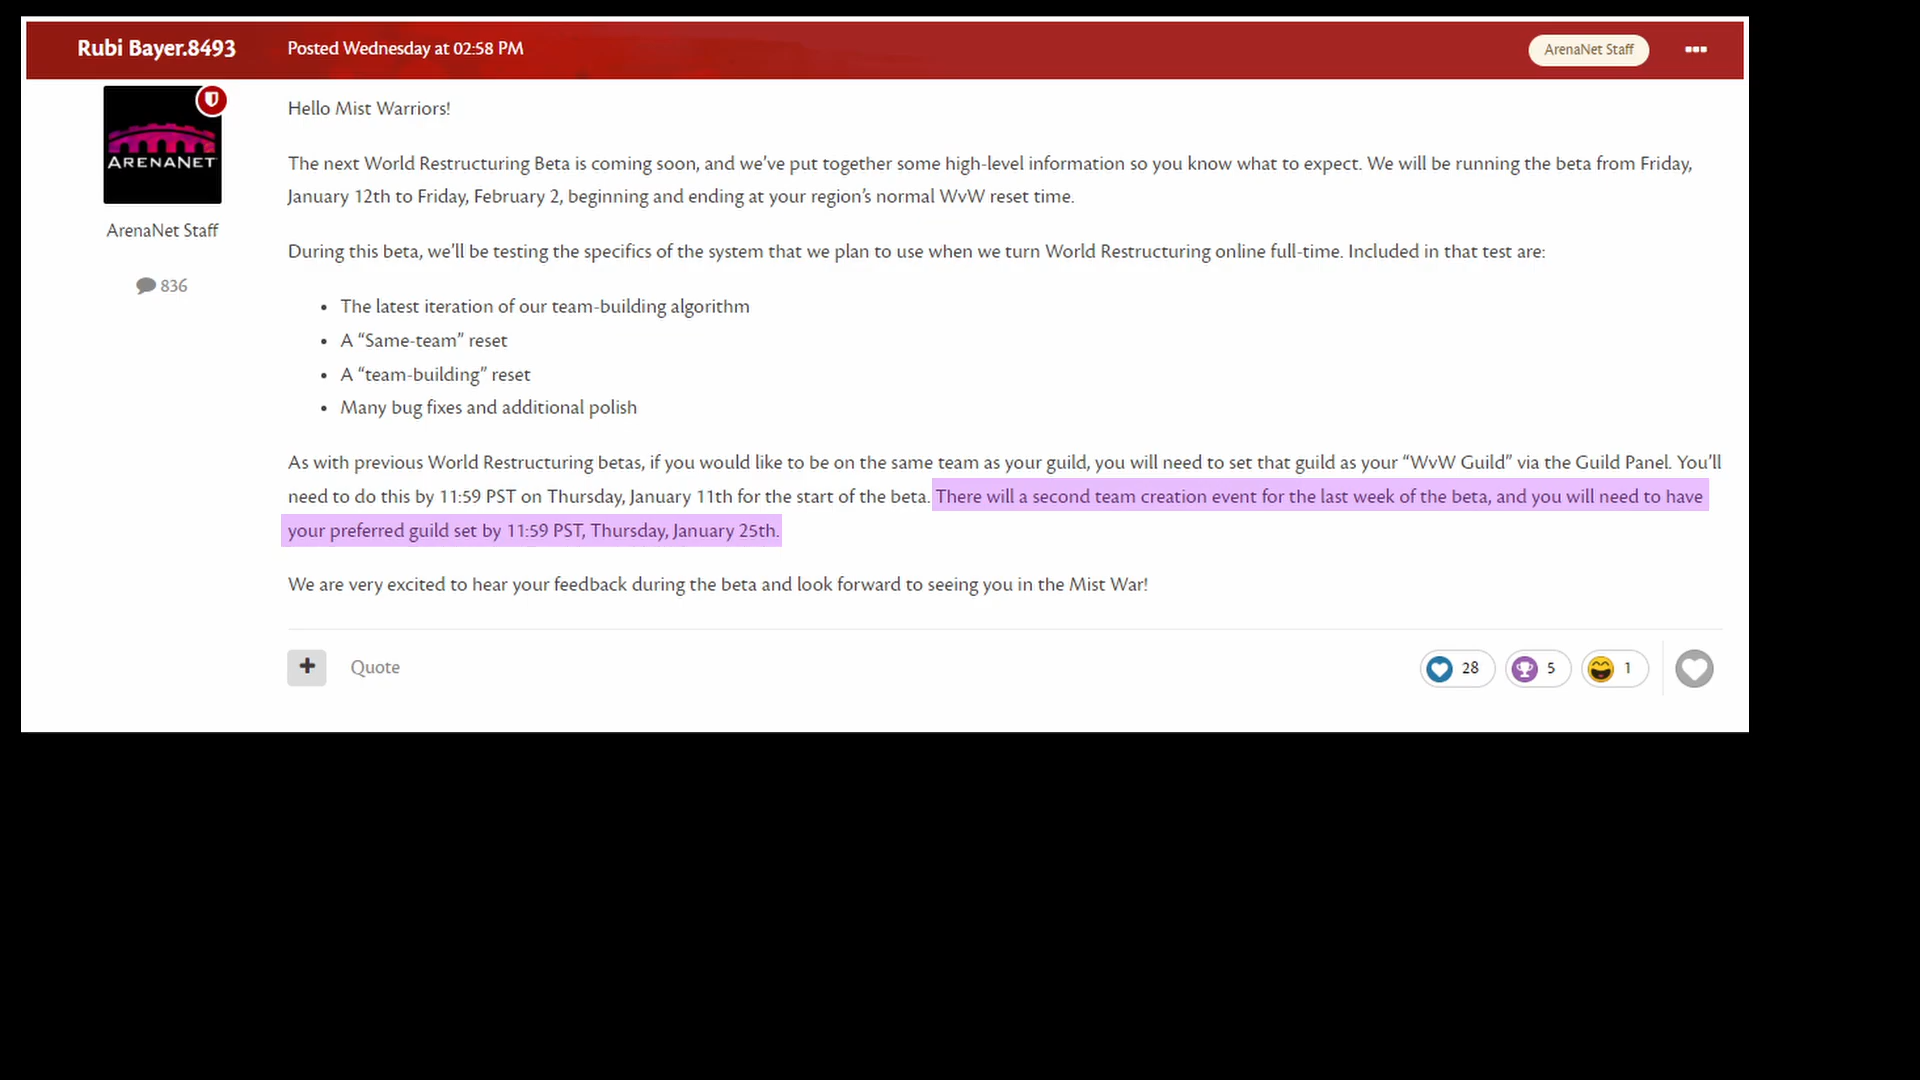 Rubi Bayer.8493
Posted Wednesday at 02:58 PM
ArenaNet Staff
ARENANET
ArenaNet Staff
836
Hello Mist Warriors!
The next World Restructuring Beta is coming soon, and we’ve put together some high-level information so you know what to expect. We will be running the beta from Friday,
January 12th to Friday, February 2, beginning and ending at your region’s normal WvW reset time.
During this beta, we’ll be testing the specifics of the system that we plan to use when we turn World Restructuring online full-time. Included in that test are:
• The latest iteration of our team-building algorithm
• A “Same-team” reset
• A “team-building” reset
• Many bug fixes and additional polish
As with previous World Restructuring betas, if you would like to be on the same team as your guild, you will need to set that guild as your “WvW Guild” via the Guild Panel. You’ll
need to do this by 11:59 PST on Thursday, January 11th for the start of the beta. There will a second team creation event for the last week of the beta, and you will need to have
your preferred guild set by 11:59 PST, Thursday, January 25th.
We are very excited to hear your feedback during the beta and look forward to seeing you in the Mist War!
Quote
28
5
1